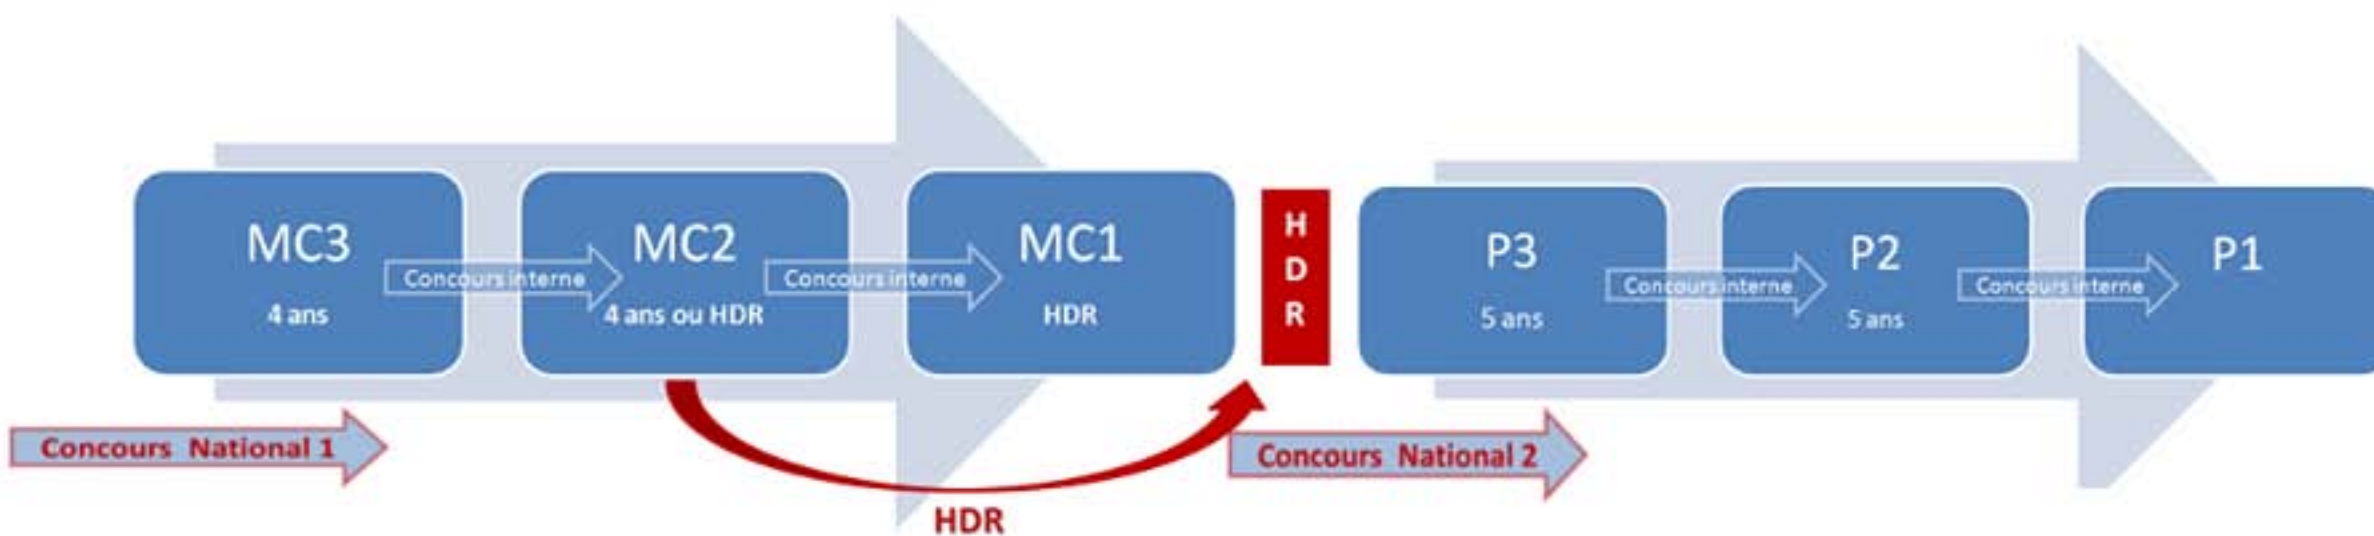 MC3
4 ans
Concours interne
MC2
4 ans ou HDR
Concours interne
MC1
HDR
H
D
R
P3
5 ans
Concours interne
P2
5 ans
Concours interne
P1
Concours National 1
HDR
Concours National 2